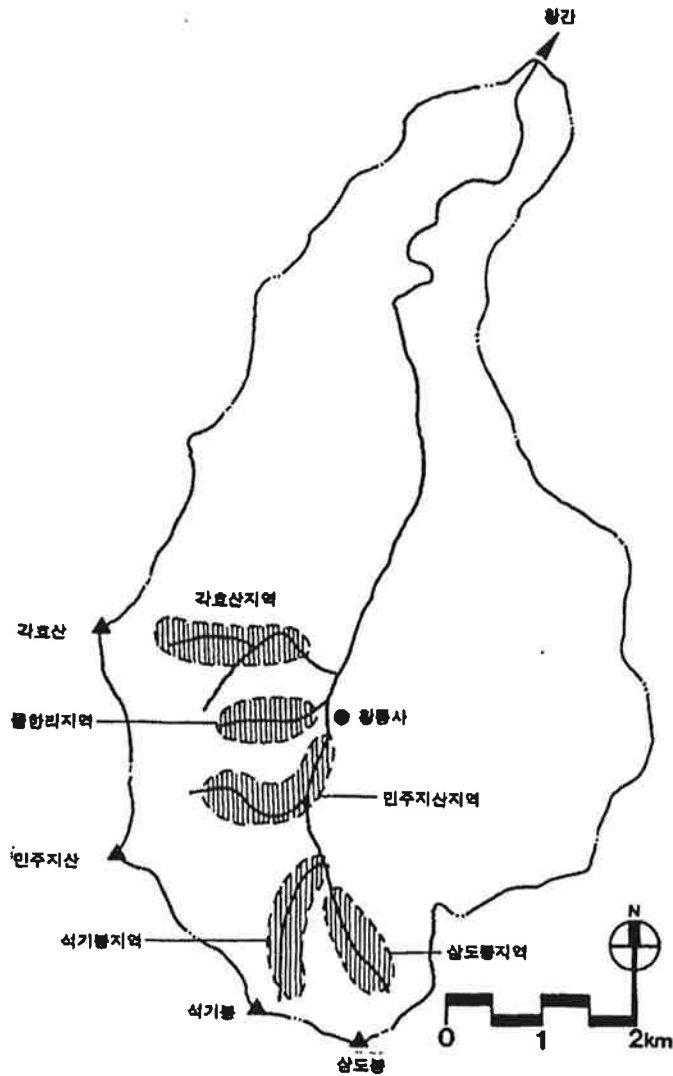 황간
각호산지역
각호산
물한리지역
황룡사
민주지산지역
민주지산
석기봉지역
삼도봉지역
N
석기봉
삼도봉
0 1 2km